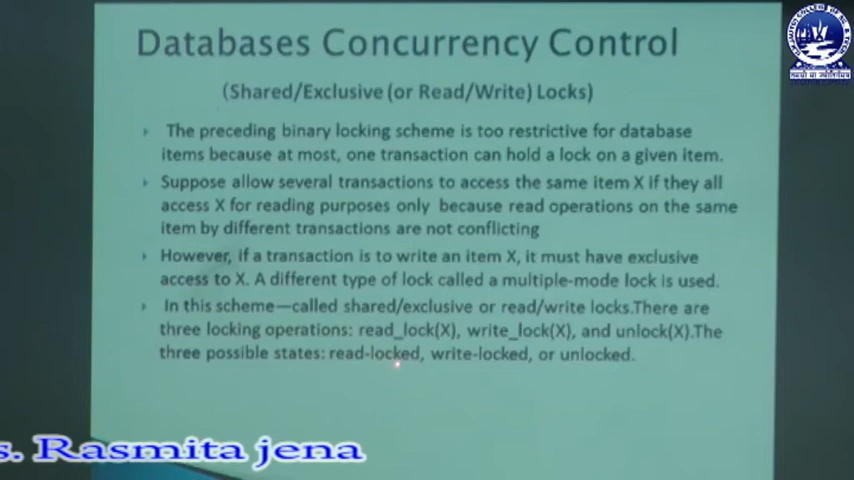 Databases Concurrency Control
(Shared/Exclusive (or Read/Write) Locks)
The preceding binary locking scheme is too restrictive for database
items because at most, one transaction can hold a lock on a given item.
Suppose allow several transactions to access the same item X if they all
access X for reading purposes only because read operations on the same
item by different transactions are not conflicting
However, if a transaction is to write an item X, it must have exclusive
access to X. A different type of lock called a multiple-mode lock is used.
In this scheme—called shared/exclusive or read/write locks.There are
three locking operations: read_lock(X), write_lock(X), and unlock(X).The
three possible states: read-locked, write-locked, or unlocked.
s. Rasmita jena